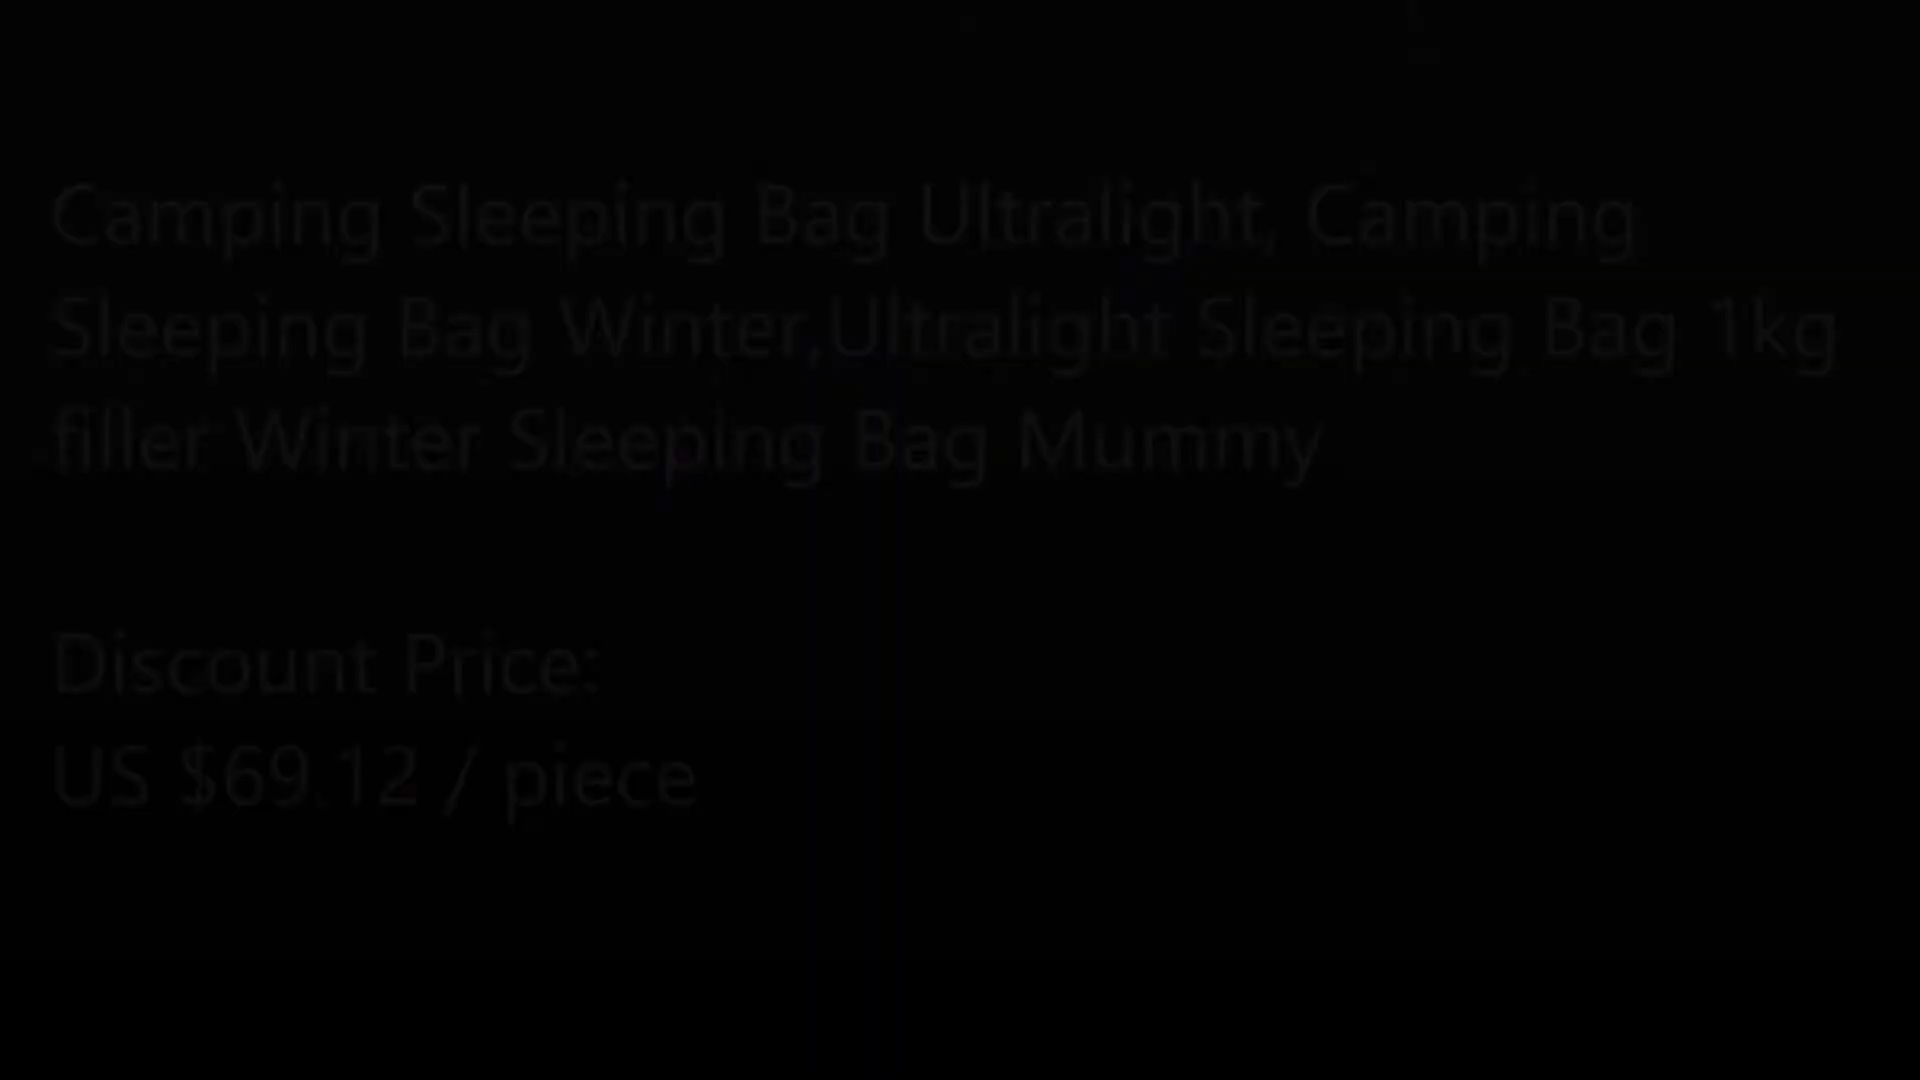 Camping Sleeping Bag Ultralight, Camping
Sleeping Bag Winter,Ultralight Sleeping Bag 1kg
filler Winter Sleeping Bag Mummy
Discount Price:
US $69.12 / piece